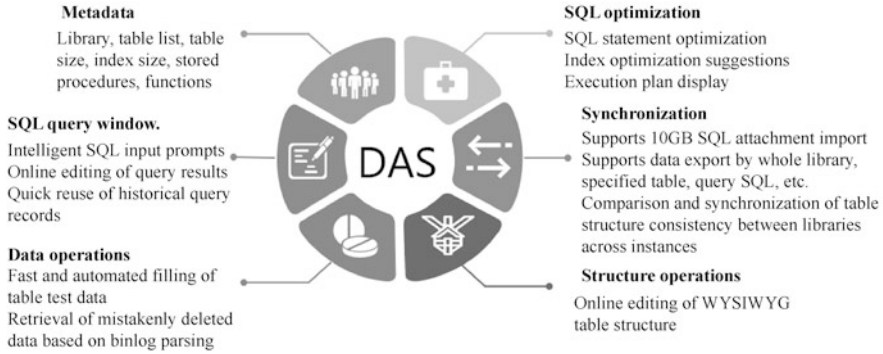 Metadata
Library, table list, table
size, index size, stored
procedures, functions
SQL query window.
Intelligent SQL input prompts
Online editing of query results
Quick reuse of historical query
records
Data operations
Fast and automated filling of
table test data
Retrieval of mistakenly deleted
data based on binlog parsing
DAS
SQL optimization
SQL statement optimization
Index optimization suggestions
Execution plan display
Synchronization
Supports 10GB SQL attachment import
Supports data export by whole library,
specified table, query SQL, etc.
Comparison and synchronization of table
structure consistency between libraries
across instances
Structure operations
Online editing of WYSIWYG
table structure